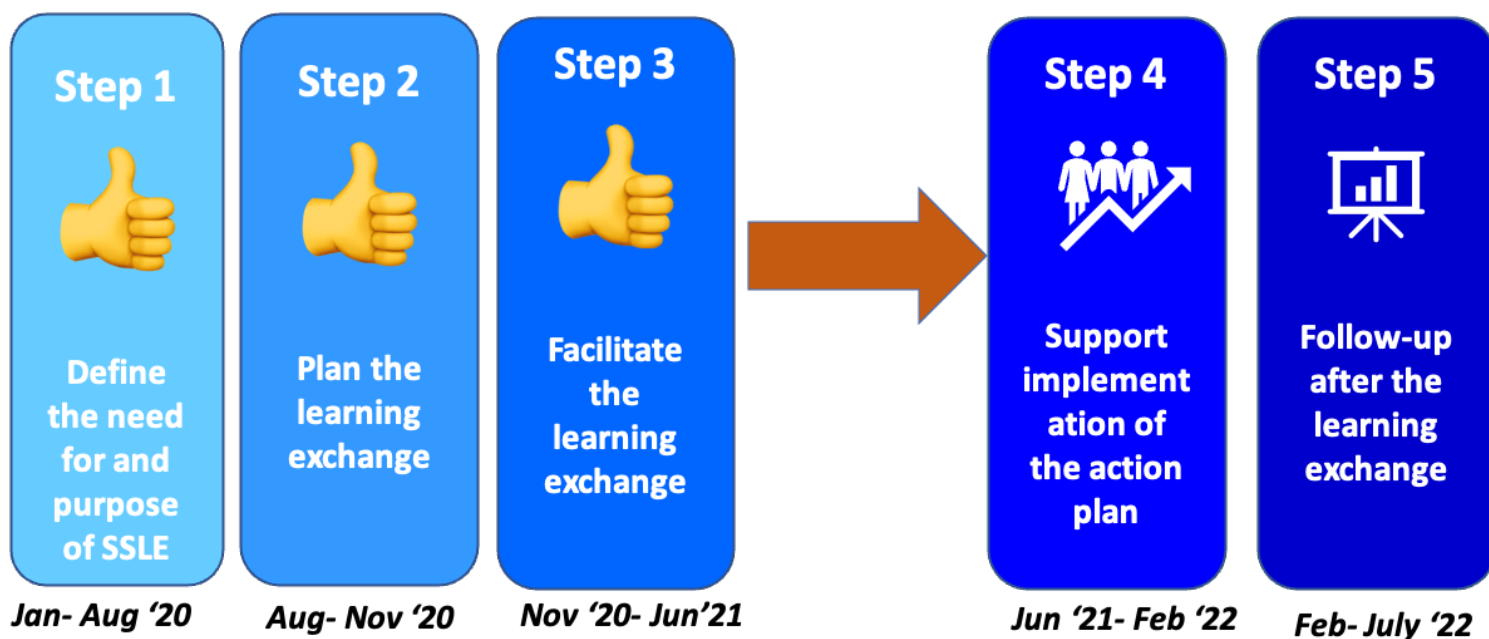 Step 1
Define
the need
for and
purpose
of SSLE
Jan- Aug ‘20
Step 2
Plan the
learning
exchange
Aug- Nov ‘20
Step 3
Facilitate
the
learning
exchange
Nov ‘20- Jun’21
Step 4
Support
implement
ation of
the action
plan
Jun ‘21- Feb ‘22
Step 5
Follow-up
after the
learning
exchange
Feb- July ‘22